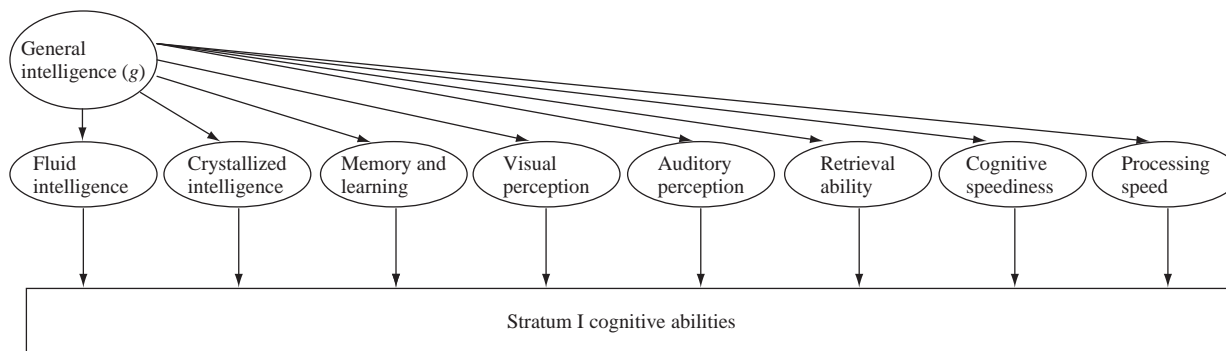 General
intelligence (g)
Fluid
intelligence
Crystallized
intelligence
Memory and
learning
Visual
perception
Auditory
perception
Retrieval
ability
Cognitive
speediness
Processing
speed
Stratum I cognitive abilities